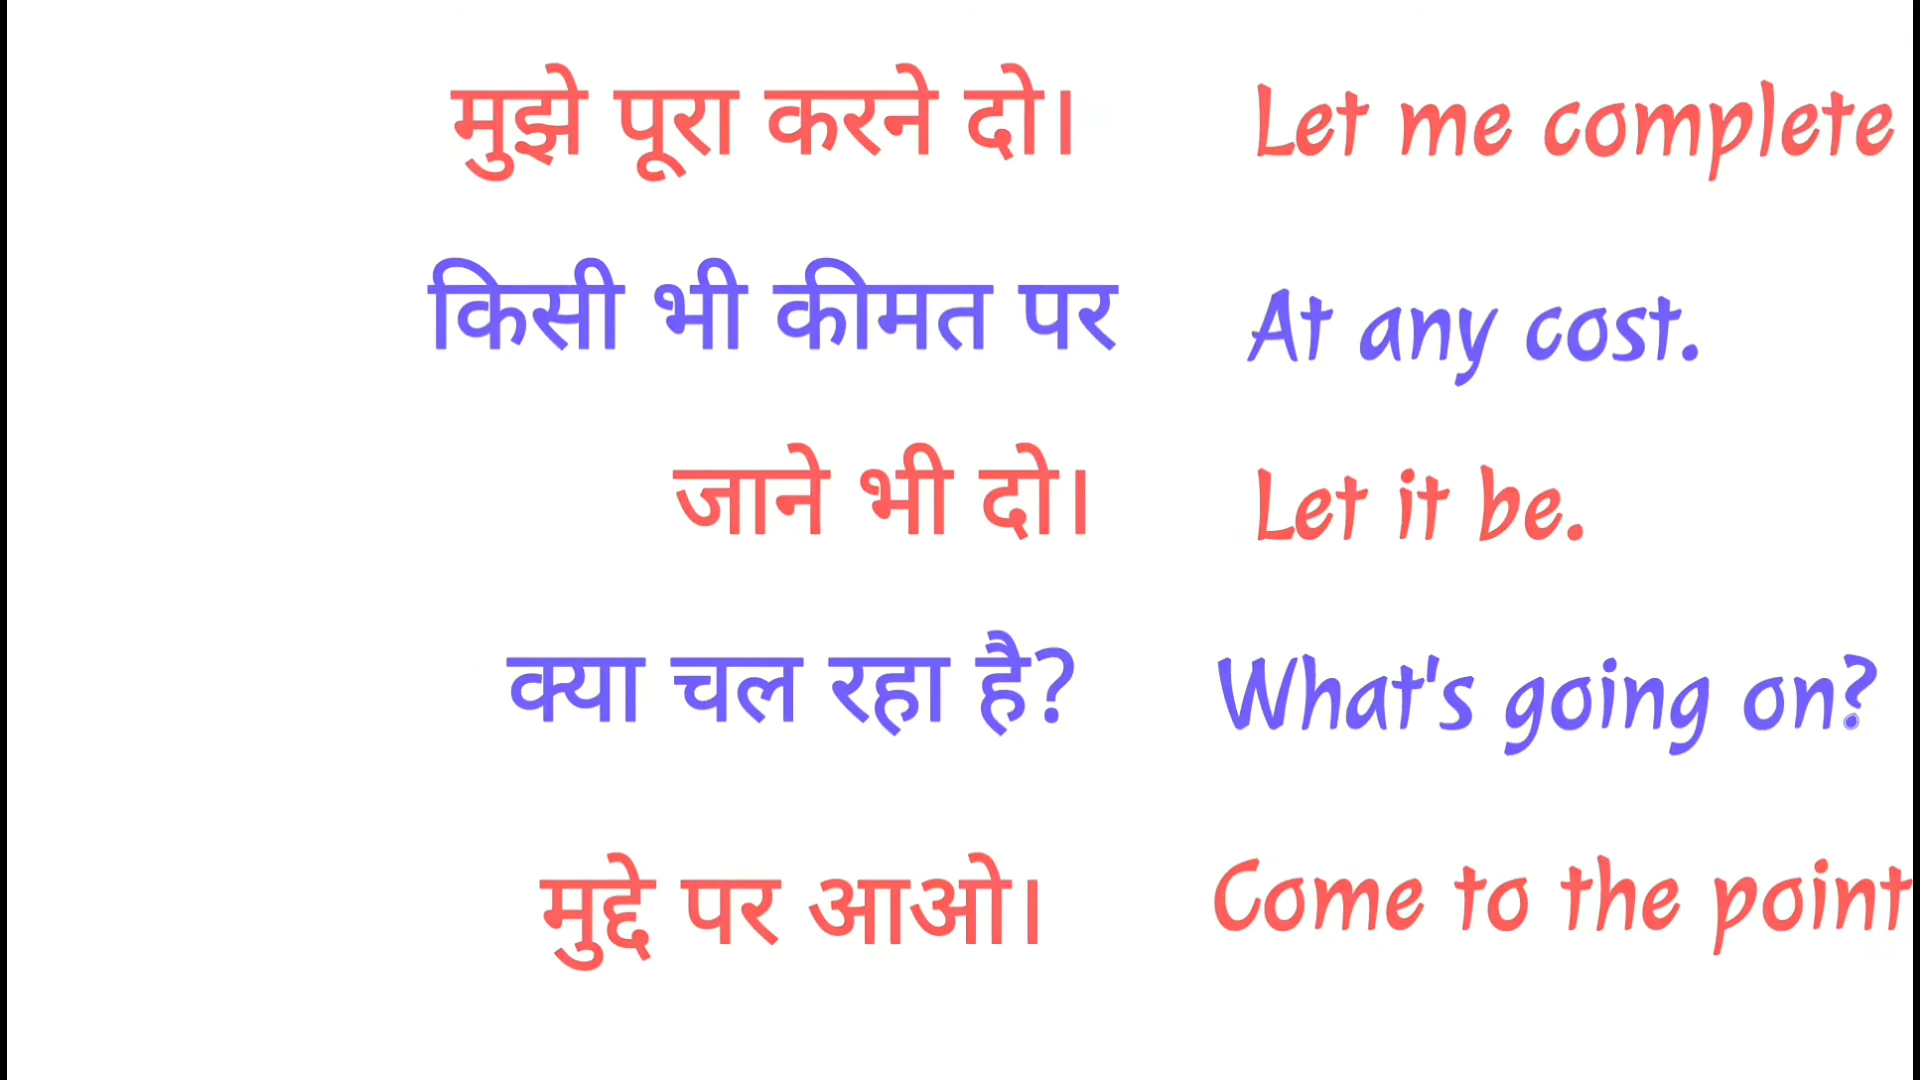 मुझे पूरा करने दो। Let me complete
किसी भी कीमत पर At any cost.
जाने भी दो। Let it be.
क्या चल रहा है? What's going on?
मुद्दे पर आओ। Come to the point